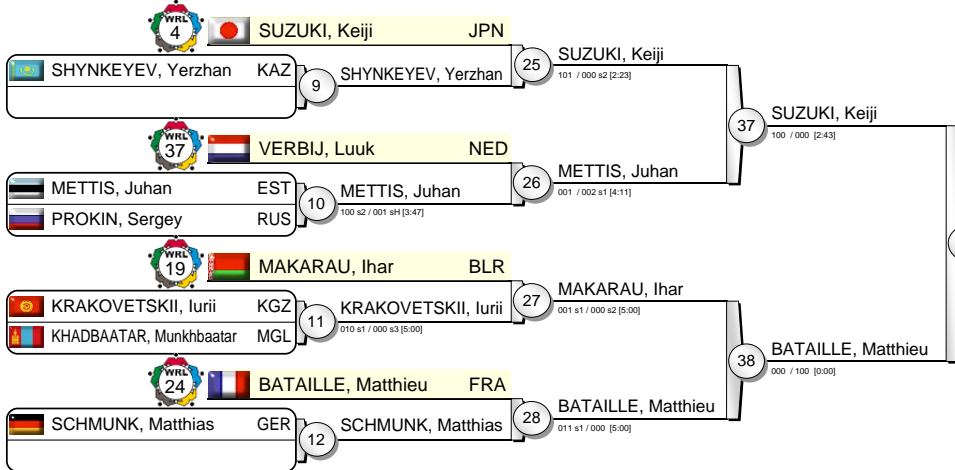 WRL
4
SUZUKI, Keiji JPN
SHYNKEYEV, Yerzhan KAZ
9
SHYNKEYEV, Yerzhan
25
SUZUKI, Keiji
101 / 000 s2 [2:23]
WRL
37
VERBIJ, Luuk NED
METTIS, Juhan EST
PROKIN, Sergey RUS
10
METTIS, Juhan
100 s2 / 001 sH [3:47]
26
METTIS, Juhan
001 / 002 s1 [4:11]
37
SUZUKI, Keiji
100 / 000 [2:43]
WRL
19
MAKARAU, Ihar BLR
KRAKOVETSKII, Iurii KGZ
KHADBAATAR, Munkhbaatar MGL
11
KRAKOVETSKII, Iurii
010 s1 / 000 s3 [5:00]
27
MAKARAU, Ihar
001 s1 / 000 s2 [5:00]
WRL
24
BATAILLE, Matthieu FRA
SCHMUNK, Matthias GER
12
SCHMUNK, Matthias
28
BATAILLE, Matthieu
011 s1 / 000 [5:00]
38
BATAILLE, Matthieu
000 / 100 [0:00]